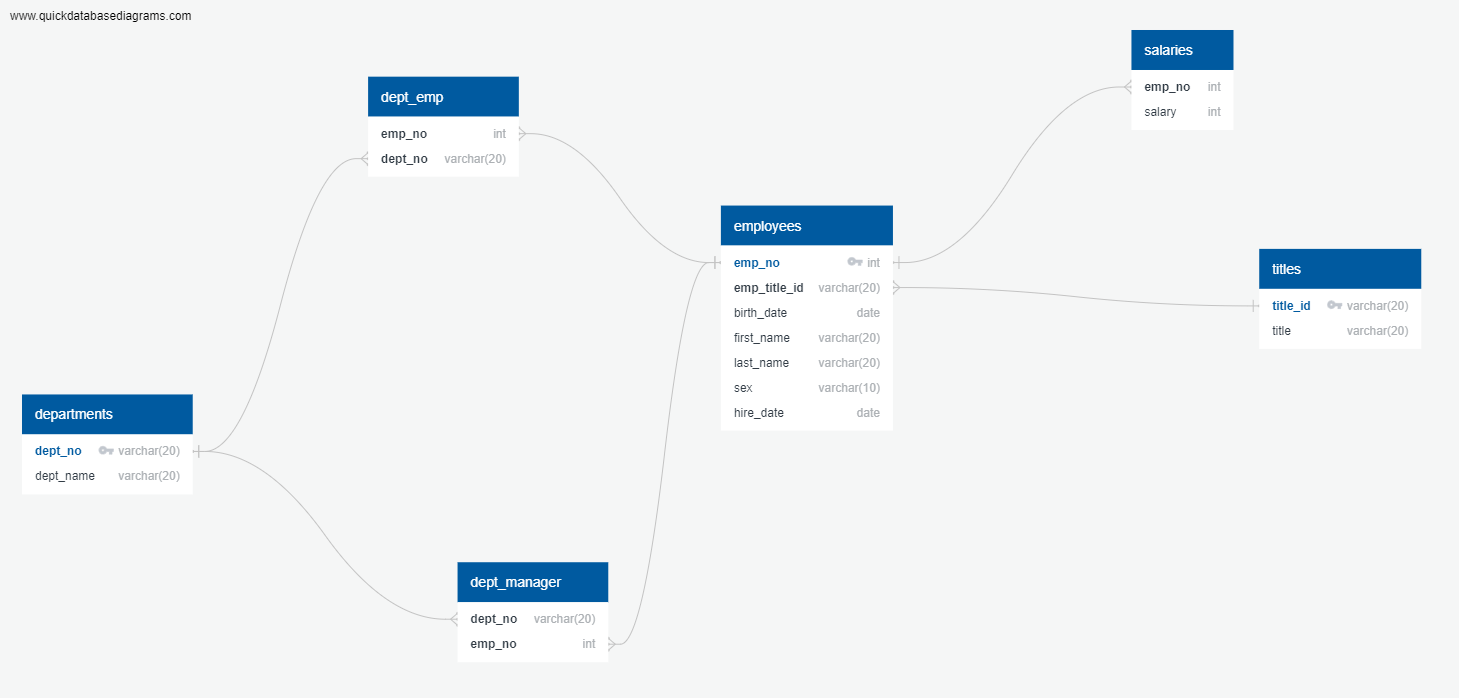 www.quickdatabasediagrams.com
salaries
emp_no int
salary int
dept_emp
emp_no int
dept_no varchar(20)
employees
emp_no int
emp_title_id varchar(20)
birth_date date
first_name varchar(20)
last_name varchar(20)
sex varchar(10)
hire_date date
titles
title_id varchar(20)
title varchar(20)
departments
dept_no varchar(20)
dept_name varchar(20)
dept_manager
dept_no varchar(20)
emp_no int